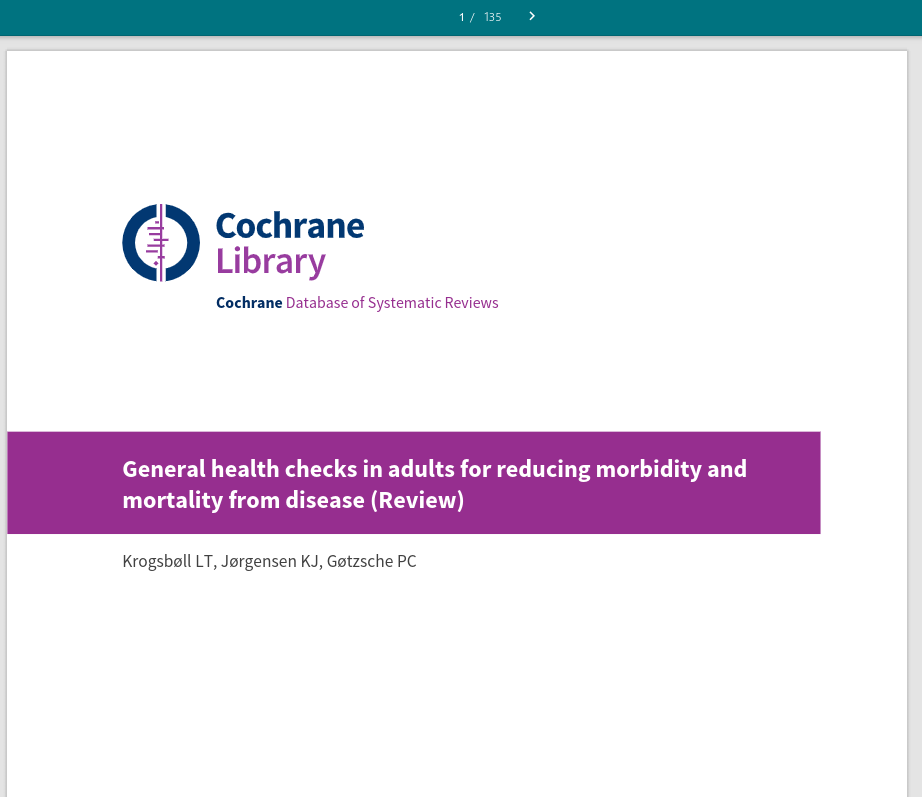 1 / 135
Cochrane
Library
Cochrane Database of Systematic Reviews
General health checks in adults for reducing morbidity and
mortality from disease (Review)
Krogsbøll LT, Jørgensen KJ, Gøtzsche PC